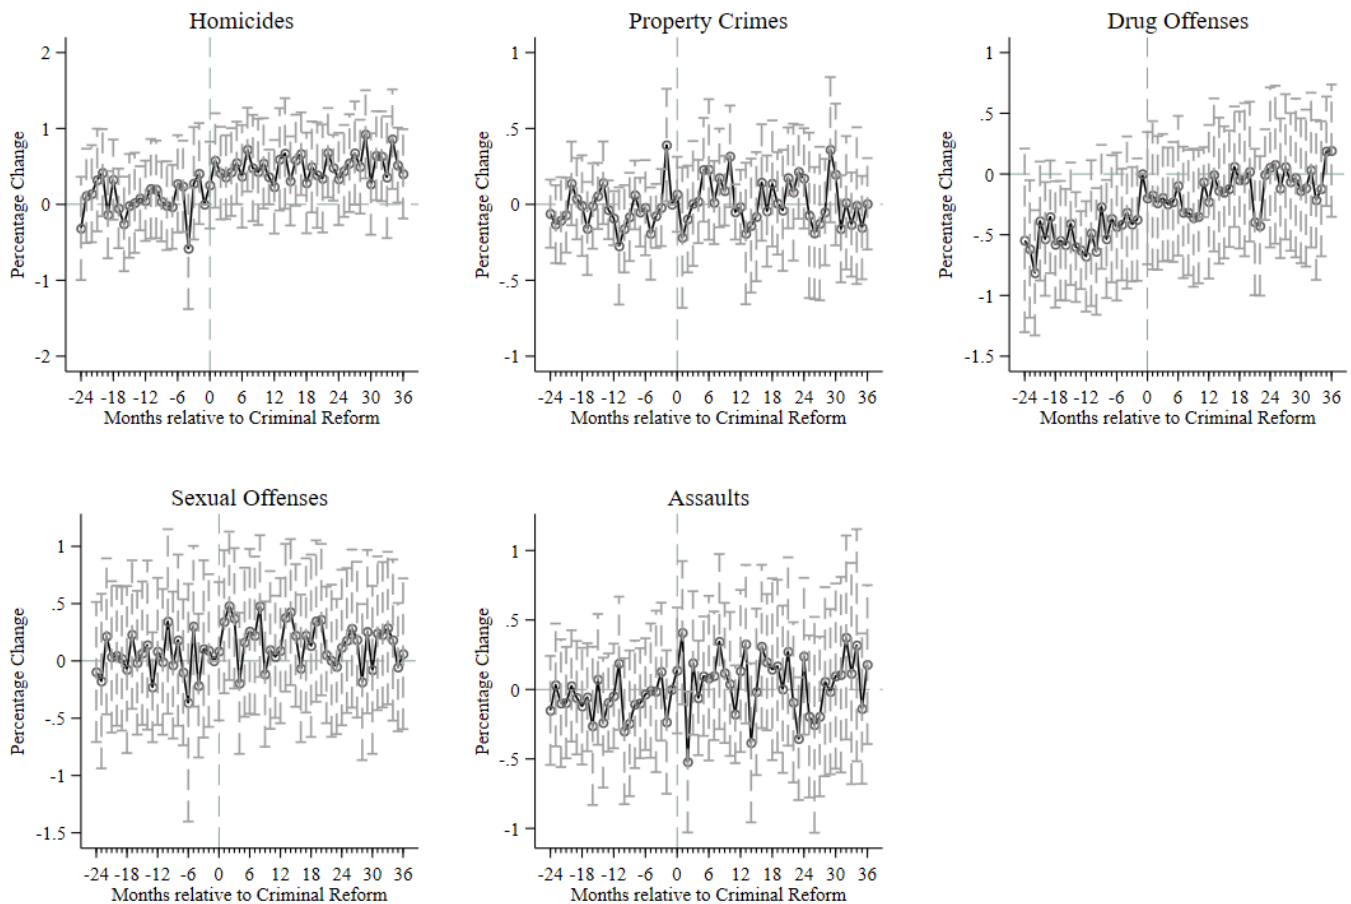 Homicides
Percentage Change
2
1
0
-1
-2
-24 -18 -12 -6 0 6 12 18 24 30 36
Months relative to Criminal Reform
Property Crimes
Percentage Change
1
.5
0
-.5
-1
-24 -18 -12 -6 0 6 12 18 24 30 36
Months relative to Criminal Reform
Drug Offenses
Percentage Change
1
.5
0
-.5
-1
-1.5
-24 -18 -12 -6 0 6 12 18 24 30 36
Months relative to Criminal Reform
Sexual Offenses
Percentage Change
1
.5
0
-.5
-1
-1.5
-24 -18 -12 -6 0 6 12 18 24 30 36
Months relative to Criminal Reform
Assaults
Percentage Change
1
.5
0
-.5
-1
-24 -18 -12 -6 0 6 12 18 24 30 36
Months relative to Criminal Reform